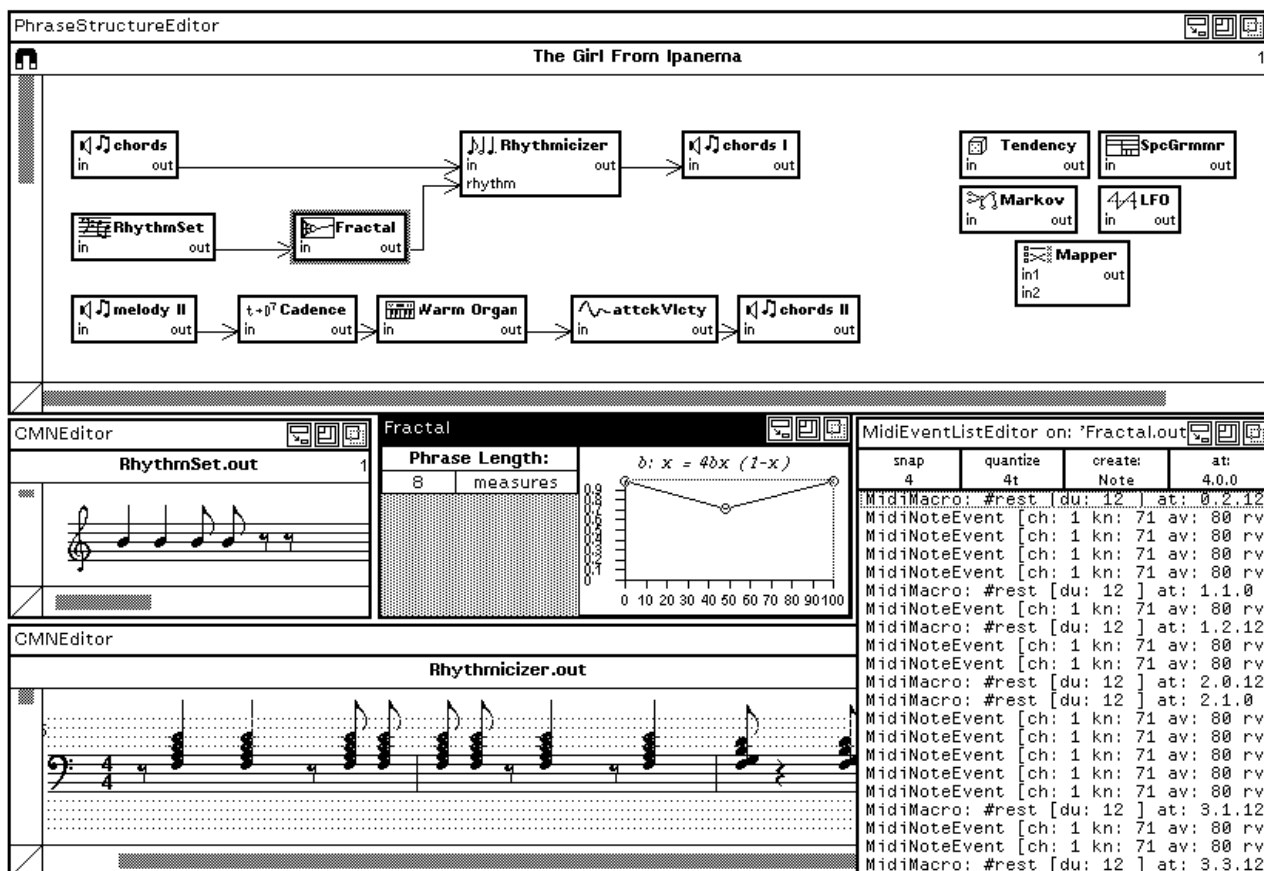 PhraseStructureEditor
The Girl From Ipanema
1
chords
in out
Rhythmicizer
in out
rhythm
chords I
in out
Tendency
in out
SpcGrmmr
in out
RhythmSet
in out
Fractal
in out
Markov
in out
LFO
in out
Mapper
in1 out
in2
melody II
in out
Cadence
in out
Warm Organ
in out
attckVlcty
in out
chords II
in out
CMNEditor
RhythmSet.out 1
Fractal
Phrase Length:
8 measures
b: x = 4bx (1-x)
0.9
0.8
0.7
0.6
0.5
0.4
0.3
0.2
0.1
0
0 10 20 30 40 50 60 70 80 90 100
MidiEventListEditor on: 'Fractal.out
snap quantize create: at:
4 4t Note 4.0.0
MidiMacro: #rest [du: 12 ] at: 0.2.12
MidiNoteEvent [ch: 1 kn: 71 av: 80 rv
MidiNoteEvent [ch: 1 kn: 71 av: 80 rv
MidiNoteEvent [ch: 1 kn: 71 av: 80 rv
MidiNoteEvent [ch: 1 kn: 71 av: 80 rv
MidiMacro: #rest [du: 12 ] at: 1.1.0
MidiNoteEvent [ch: 1 kn: 71 av: 80 rv
MidiMacro: #rest [du: 12 ] at: 1.2.12
MidiNoteEvent [ch: 1 kn: 71 av: 80 rv
MidiNoteEvent [ch: 1 kn: 71 av: 80 rv
MidiMacro: #rest [du: 12 ] at: 2.0.12
MidiMacro: #rest [du: 12 ] at: 2.1.0
MidiNoteEvent [ch: 1 kn: 71 av: 80 rv
MidiNoteEvent [ch: 1 kn: 71 av: 80 rv
MidiNoteEvent [ch: 1 kn: 71 av: 80 rv
MidiNoteEvent [ch: 1 kn: 71 av: 80 rv
MidiNoteEvent [ch: 1 kn: 71 av: 80 rv
MidiMacro: #rest [du: 12 ] at: 3.1.12
MidiNoteEvent [ch: 1 kn: 71 av: 80 rv
MidiNoteEvent [ch: 1 kn: 71 av: 80 rv
MidiMacro: #rest [du: 12 ] at: 3.3.12
CMNEditor
Rhythmicizer.out
4
4